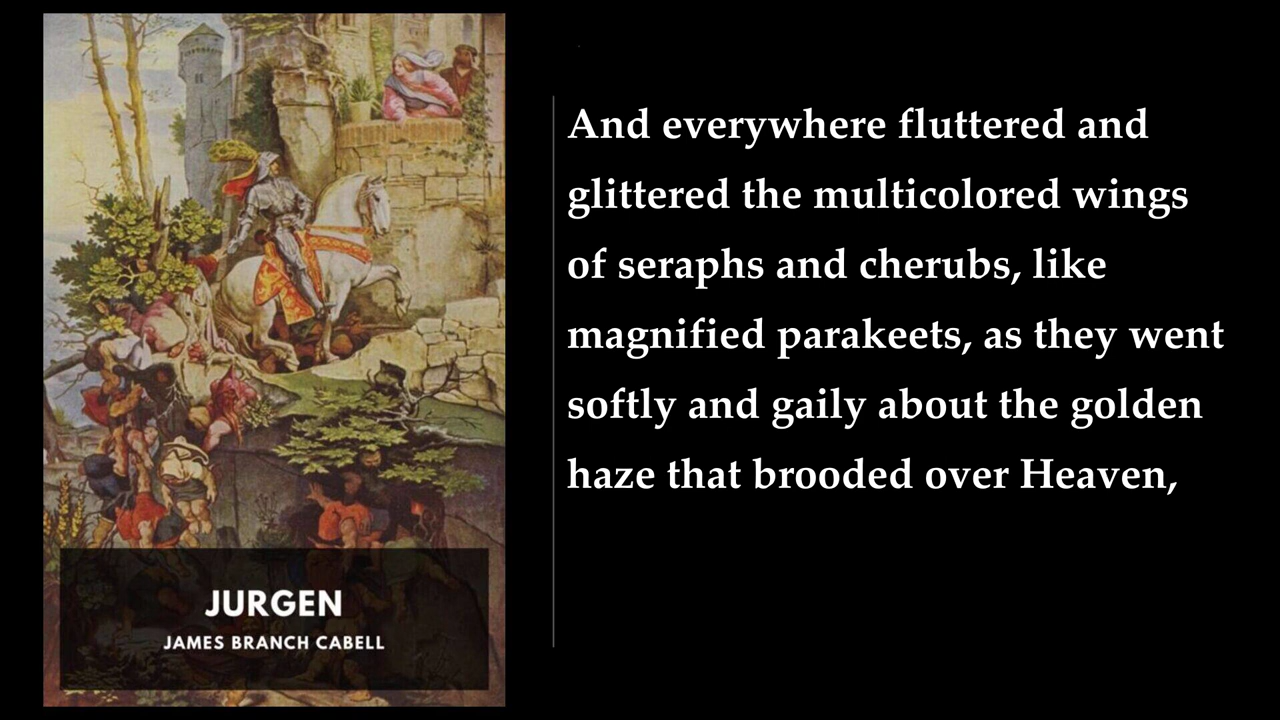 And everywhere fluttered and
glittered the multicolored wings
of seraphs and cherubs, like
magnified parakeets, as they went
softly and gaily about the golden
haze that brooded over Heaven,
JURGEN
JAMES BRANCH CABELL